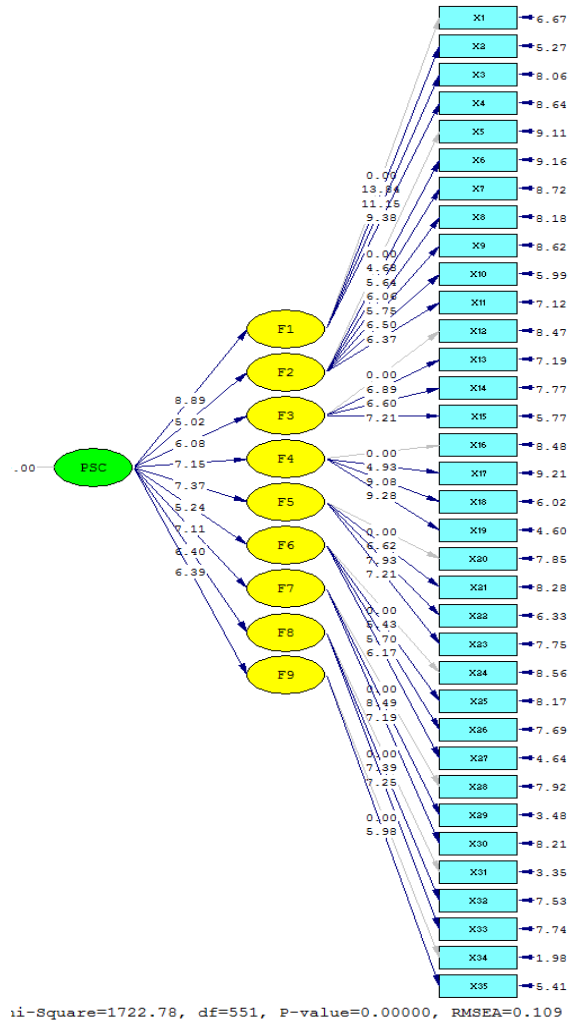 X1 6.67
X2 5.27
X3 8.06
X4 8.64
X5 9.11
X6 9.16
0.00
13.84
X7 8.72
11.15
9.38
X8 8.18
X9 8.62
0.00
4.68
X10 5.99
5.64
6.06
X11 7.12
5.75
6.50
F1
X12 8.47
6.37
X13 7.19
F2
0.00
6.89
X14 7.77
8.89
6.60
F3
X15 5.77
7.21
5.02
6.08
X16 8.48
0.00
F4
7.15
.00 PSC
4.93
X17 9.21
7.37
9.08
9.28
F5
X18 6.02
5.24
X19 4.60
7.11
0.00
F6
6.62
X20 7.85
6.40
7.93
6.39
7.21
X21 8.28
F7
0.00
X22 6.33
5.43
F8
5.70
X23 7.75
6.17
F9
X24 8.56
0.00
8.49
X25 8.17
7.19
X26 7.69
0.00
X27 4.64
7.39
7.25
X28 7.92
0.00
X29 3.48
5.98
X30 8.21
X31 3.35
X32 7.53
X33 7.74
X34 1.98
X35 5.41
i-Square=1722.78, df=551, P-value=0.00000, RMSEA=0.109